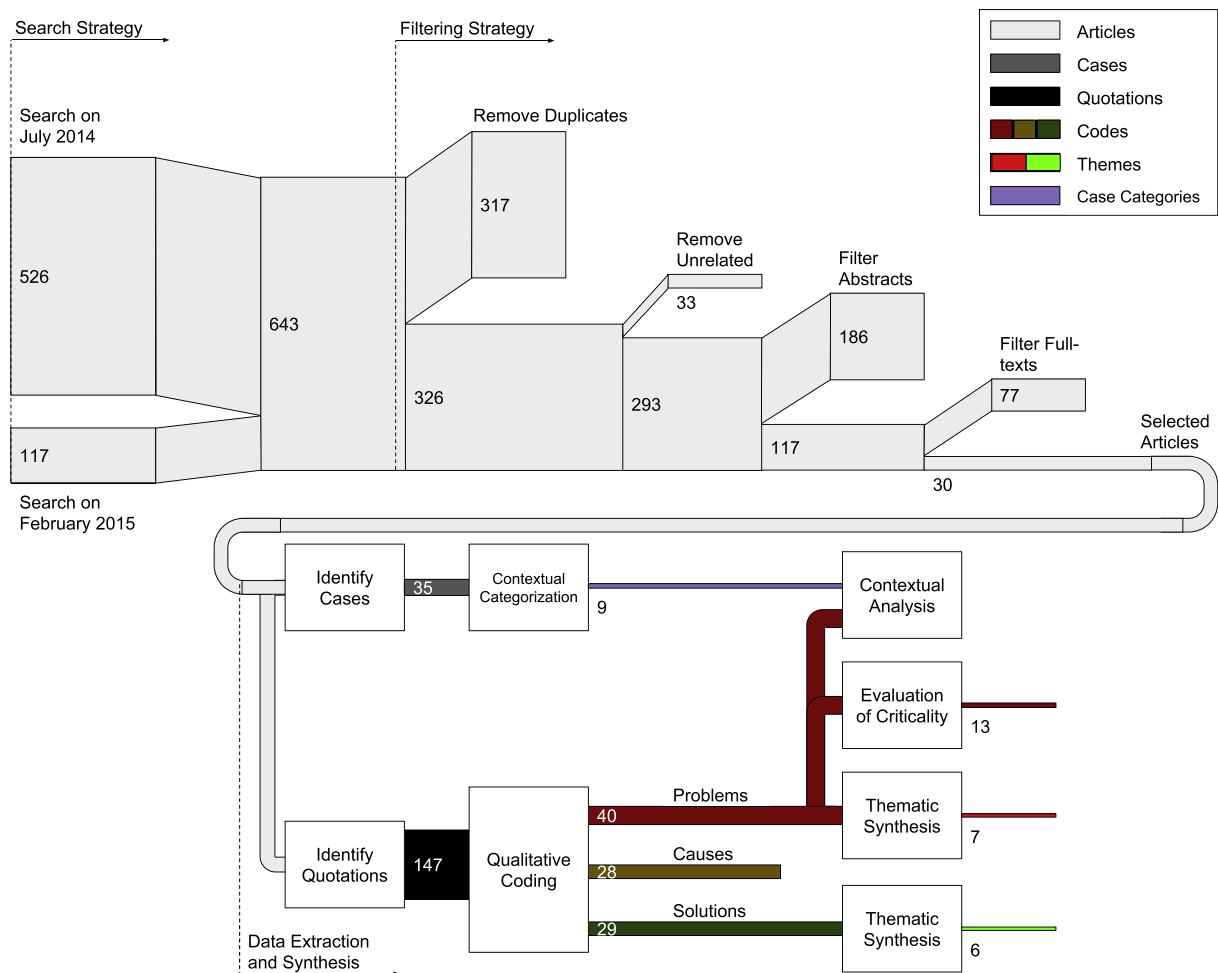 Search Strategy
Filtering Strategy
Articles
Cases
Quotations
Codes
Themes
Case Categories
Search on
July 2014
Remove Duplicates
526
643
317
Remove
Unrelated
33
Filter
Abstracts
186
Filter Full-
texts
77
326
293
117
Selected
Articles
30
117
Search on
February 2015
Identify
Cases
35
Contextual
Categorization
9
Contextual
Analysis
Evaluation
of Criticality
13
Identify
Quotations
147
Qualitative
Coding
Problems
40
Thematic
Synthesis
7
Causes
28
Solutions
29
Thematic
Synthesis
6
Data Extraction
and Synthesis